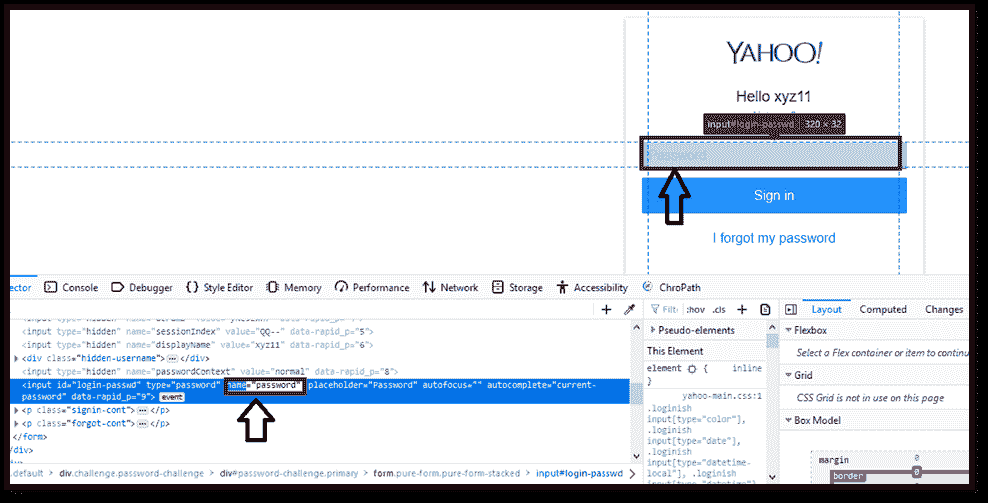 YAHOO!
Hello xyz11
input#login-passwd | 320 × 32
Password
Sign in
I forgot my password
ector Console Debugger {} Style Editor Memory Performance Network Storage Accessibility ChroPath
<input type="hidden" name="sessionIndex" value="QQ--" data-rapid_p="5">
<input type="hidden" name="displayName" value="xyz11" data-rapid_p="6">
<div class="hidden-username"></div>
<input type="hidden" name="passwordContext" value="normal" data-rapid_p="8">
<input id="login-passwd" type="password" name="password" placeholder="Password" autofocus="" autocomplete="current-
password" data-rapid_p="9"> event
<p class="signin-cont"></p>
<p class="forgot-cont"></p>
</form>
</div>
.default div.challenge.password-challenge div#password-challenge.primary form.pure-form.pure-form-stacked input#login-passwd
Filt :hov .cls +
Pseudo-elements
This Element
element { inline
}
yahoo-main.css:1
.loginish
input[type="color"],
.loginish
input[type="date"],
.loginish
input[type="datetime-
local"], .loginish
Layout Computed Changes
Flexbox
Select a Flex container or item to continu
Grid
CSS Grid is not in use on this page
Box Model
margin 0
border 0